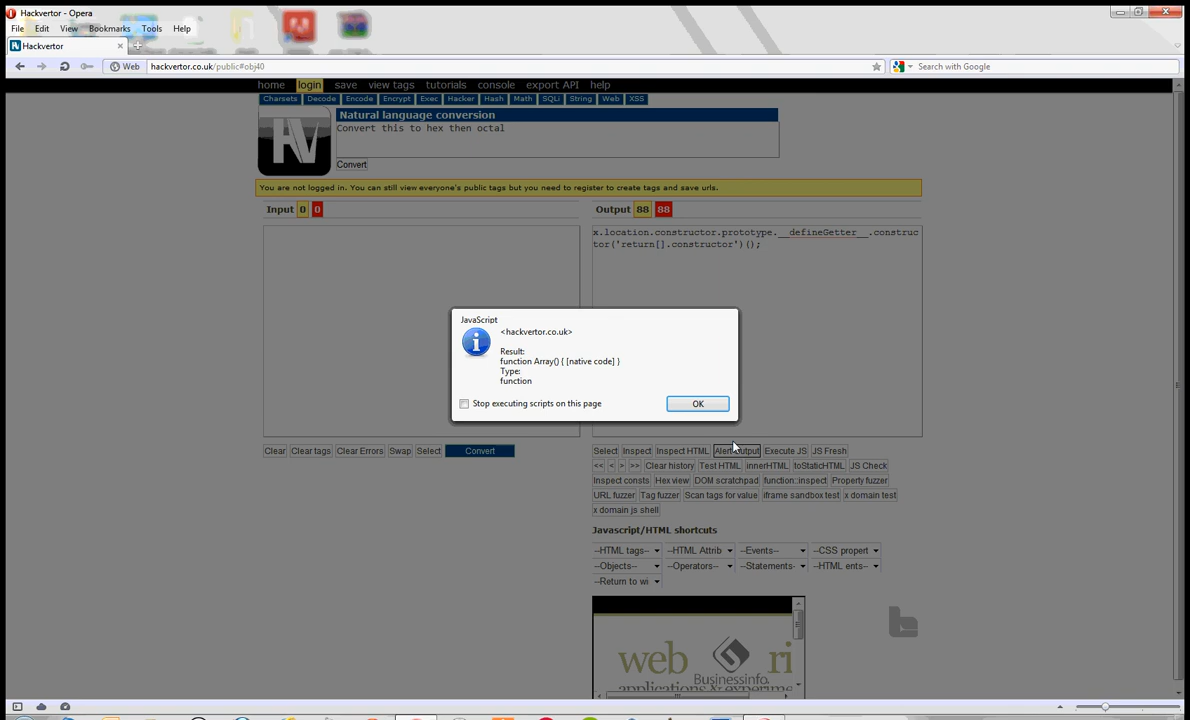 Hackvertor - Opera
File Edit View Bookmarks Tools Help
Hackvertor
Web hackvertor.co.uk/public#obj40 Search with Google
home login save view tags tutorials console export API help
Charsets Decode Encode Encrypt Exec Hacker Hash Math SQLi String Web XSS
HV
Natural language conversion
Convert this to hex then octal
Convert
You are not logged in. You can still view everyone's public tags but you need to register to create tags and save urls.
Input 0 0 Output 88 88
x.location.constructor.prototype.__defineGetter__.construc
tor('return[].constructor')();
JavaScript
<hackvertor.co.uk>
Result:
function Array() { [native code] }
Type:
function
Stop executing scripts on this page OK
Clear Clear tags Clear Errors Swap Select Convert
Select Inspect Inspect HTML Alert output Execute JS JS Fresh
<< < > >> Clear history Test HTML innerHTML toStaticHTML JS Check
Inspect consts Hex view DOM scratchpad function::inspect Property fuzzer
URL fuzzer Tag fuzzer Scan tags for value iframe sandbox test x domain test
x domain js shell
Javascript/HTML shortcuts
--HTML tags-- --HTML Attrib --Events-- --CSS propert
--Objects-- --Operators-- --Statements- --HTML ents--
--Return to wi
web ri
Businessinfo
applications & experime